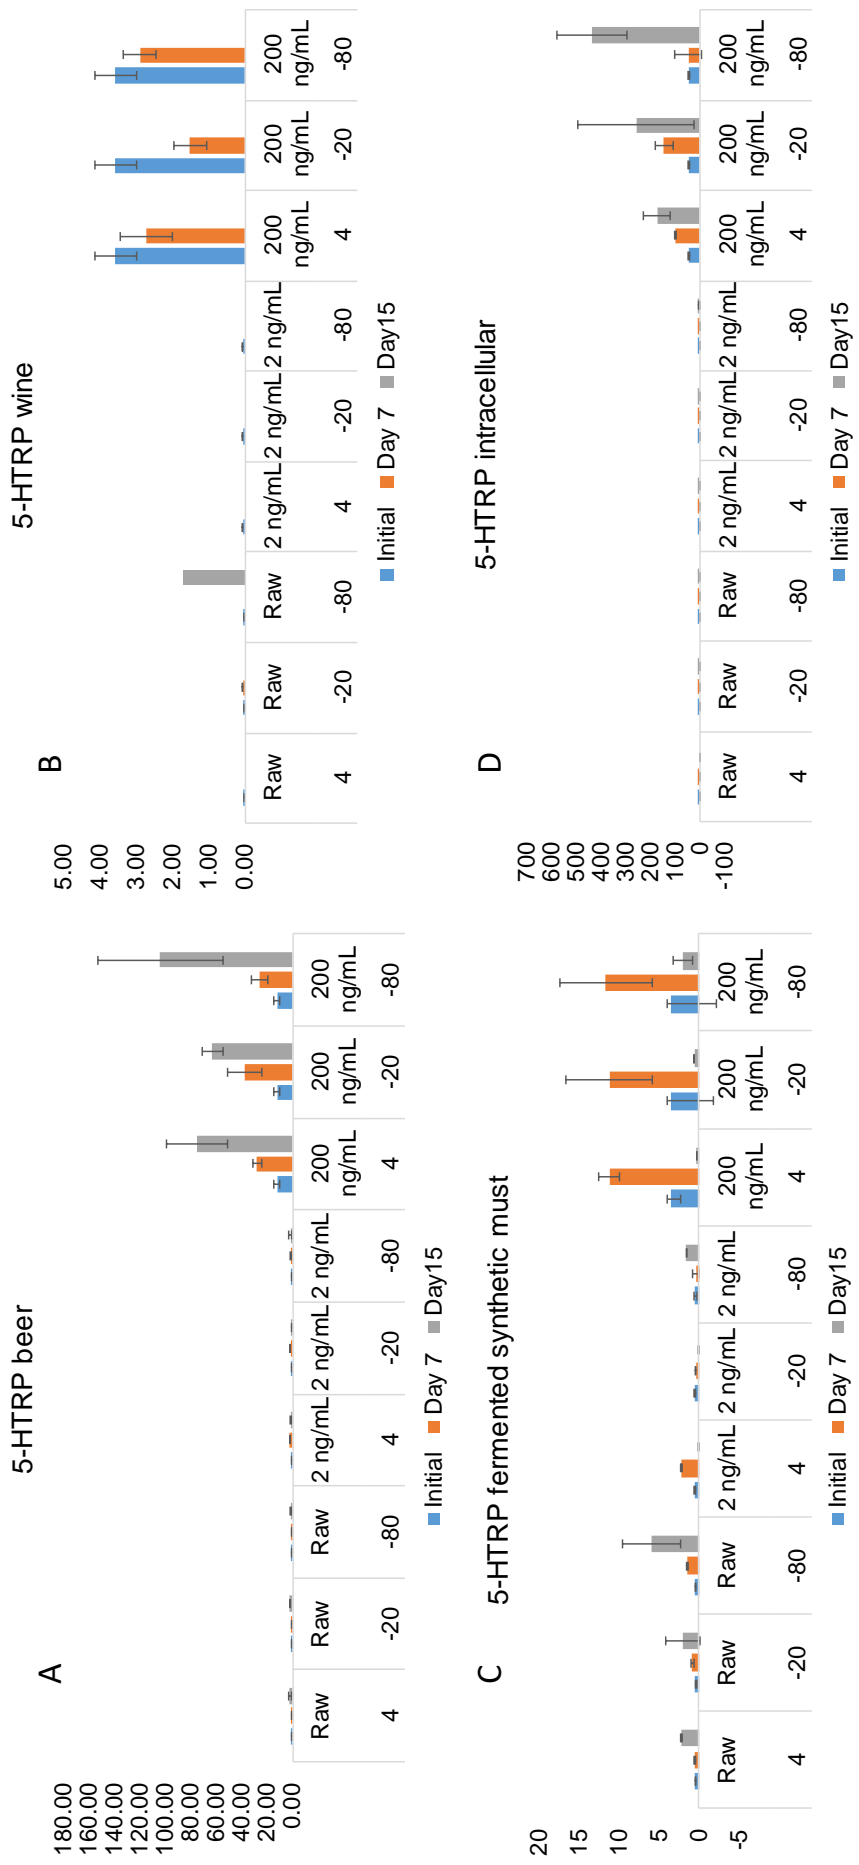 A
5-HTRP beer
180.00
160.00
140.00
120.00
100.00
80.00
60.00
40.00
20.00
0.00
Raw Raw Raw 2 ng/mL 2 ng/mL 2 ng/mL 200 ng/mL 200 ng/mL 200 ng/mL
4 -20 -80 4 -20 -80 4 -20 -80
Initial Day 7 Day15
B
5-HTRP wine
5.00
4.00
3.00
2.00
1.00
0.00
Raw Raw Raw 2 ng/mL 2 ng/mL 2 ng/mL 200 ng/mL 200 ng/mL 200 ng/mL
4 -20 -80 4 -20 -80 4 -20 -80
Initial Day 7 Day15
C
5-HTRP fermented synthetic must
20
15
10
5
0
-5
Raw Raw Raw 2 ng/mL 2 ng/mL 2 ng/mL 200 ng/mL 200 ng/mL 200 ng/mL
4 -20 -80 4 -20 -80 4 -20 -80
Initial Day 7 Day15
D
5-HTRP intracellular
700
600
500
400
300
200
100
0
-100
Raw Raw Raw 2 ng/mL 2 ng/mL 2 ng/mL 200 ng/mL 200 ng/mL 200 ng/mL
4 -20 -80 4 -20 -80 4 -20 -80
Initial Day 7 Day15